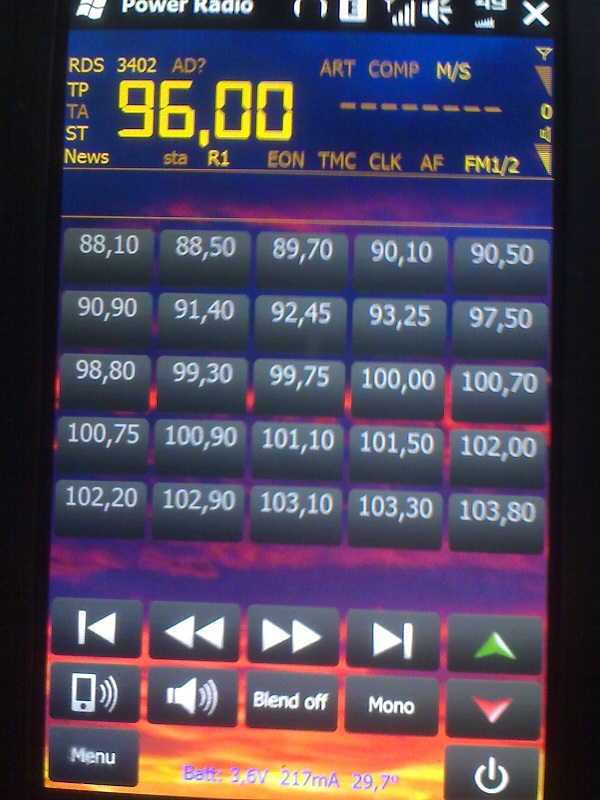 Power Radio
RDS 3402 AD? ART COMP M/S
TP
TA
ST
96,00 -------- 0
News sta R1 EON TMC CLK AF FM1/2
88,10 88,50 89,70 90,10 90,50
90,90 91,40 92,45 93,25 97,50
98,80 99,30 99,75 100,00 100,70
100,75 100,90 101,10 101,50 102,00
102,20 102,90 103,10 103,30 103,80
Blend off Mono
Menu
Batt: 3,6V 217mA 29,7°